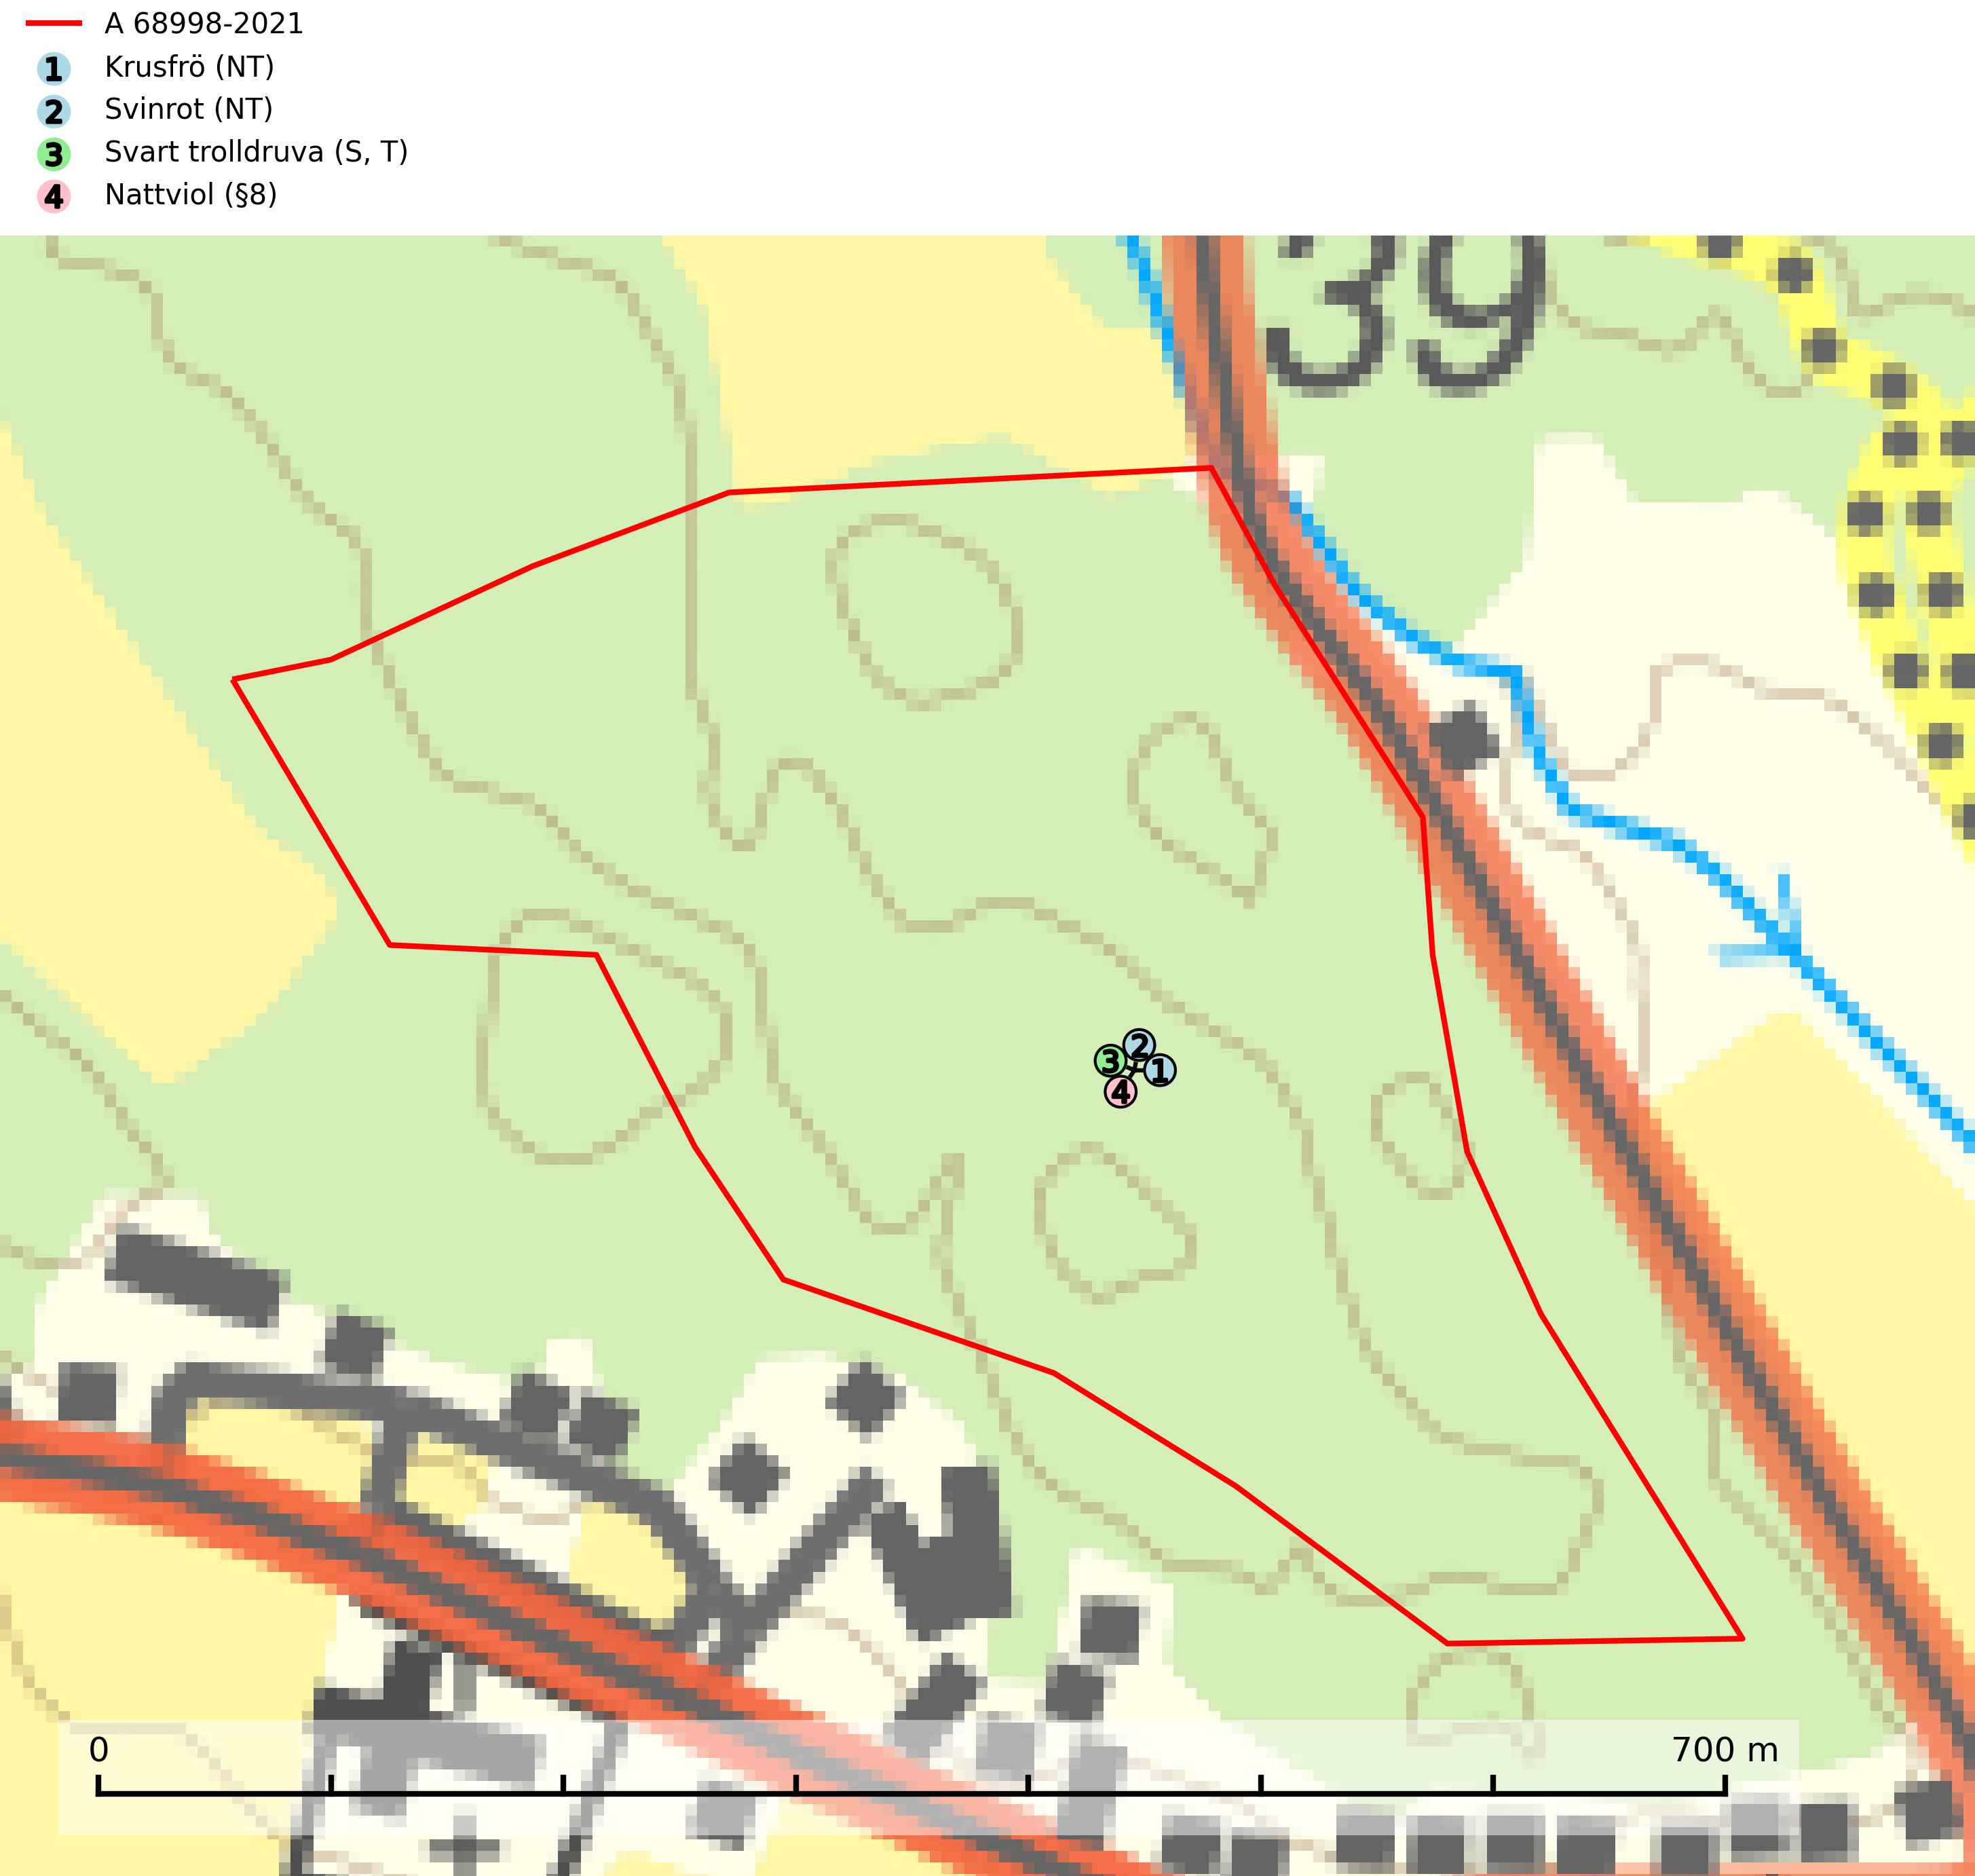 A 68998-2021
1 Krusfrö (NT)
2 Svinrot (NT)
3 Svart trolldruva (S, T)
4 Nattviol (§8)
39
2
3
1
4
0
700 m